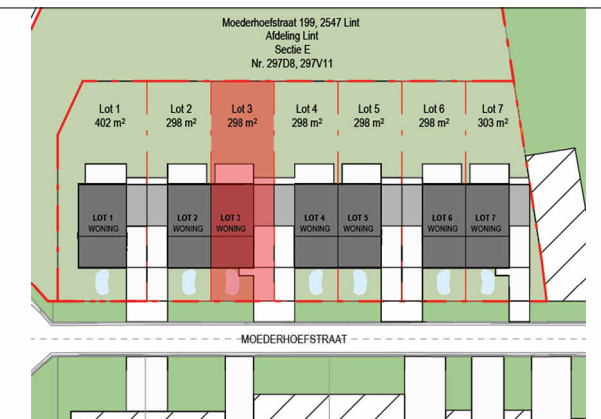 Moederhoefstraat 199, 2547 Lint
Afdeling Lint
Sectie E
Nr. 297D8, 297V11
Lot 1
402 m²
Lot 2
298 m²
Lot 3
298 m²
Lot 4
298 m²
Lot 5
298 m²
Lot 6
298 m²
Lot 7
303 m²
LOT 1
WONING
LOT 2
WONING
LOT 3
WONING
LOT 4
WONING
LOT 5
WONING
LOT 6
WONING
LOT 7
WONING
MOEDERHOEFSTRAAT